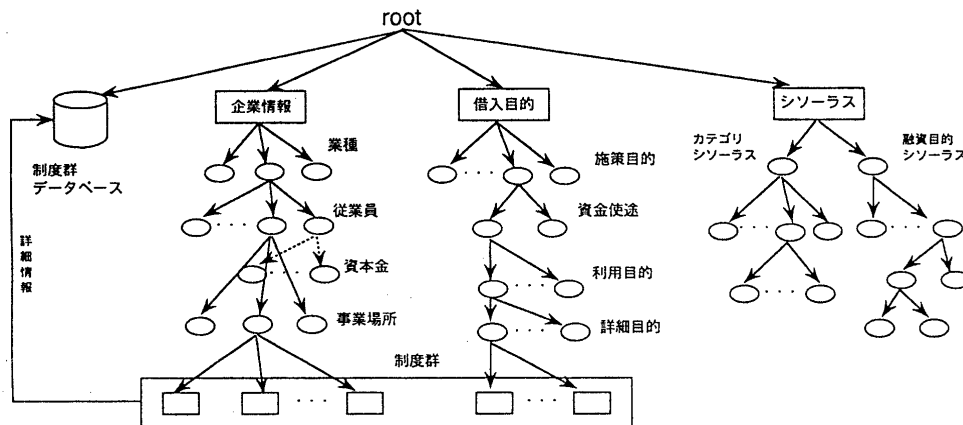 root
企業情報
借入目的
シソーラス
制度群
データベース
業種
従業員
資本金
事業場所
施策目的
資金使途
利用目的
詳細目的
カテゴリ
シソーラス
融資目的
シソーラス
詳細情報
制度群